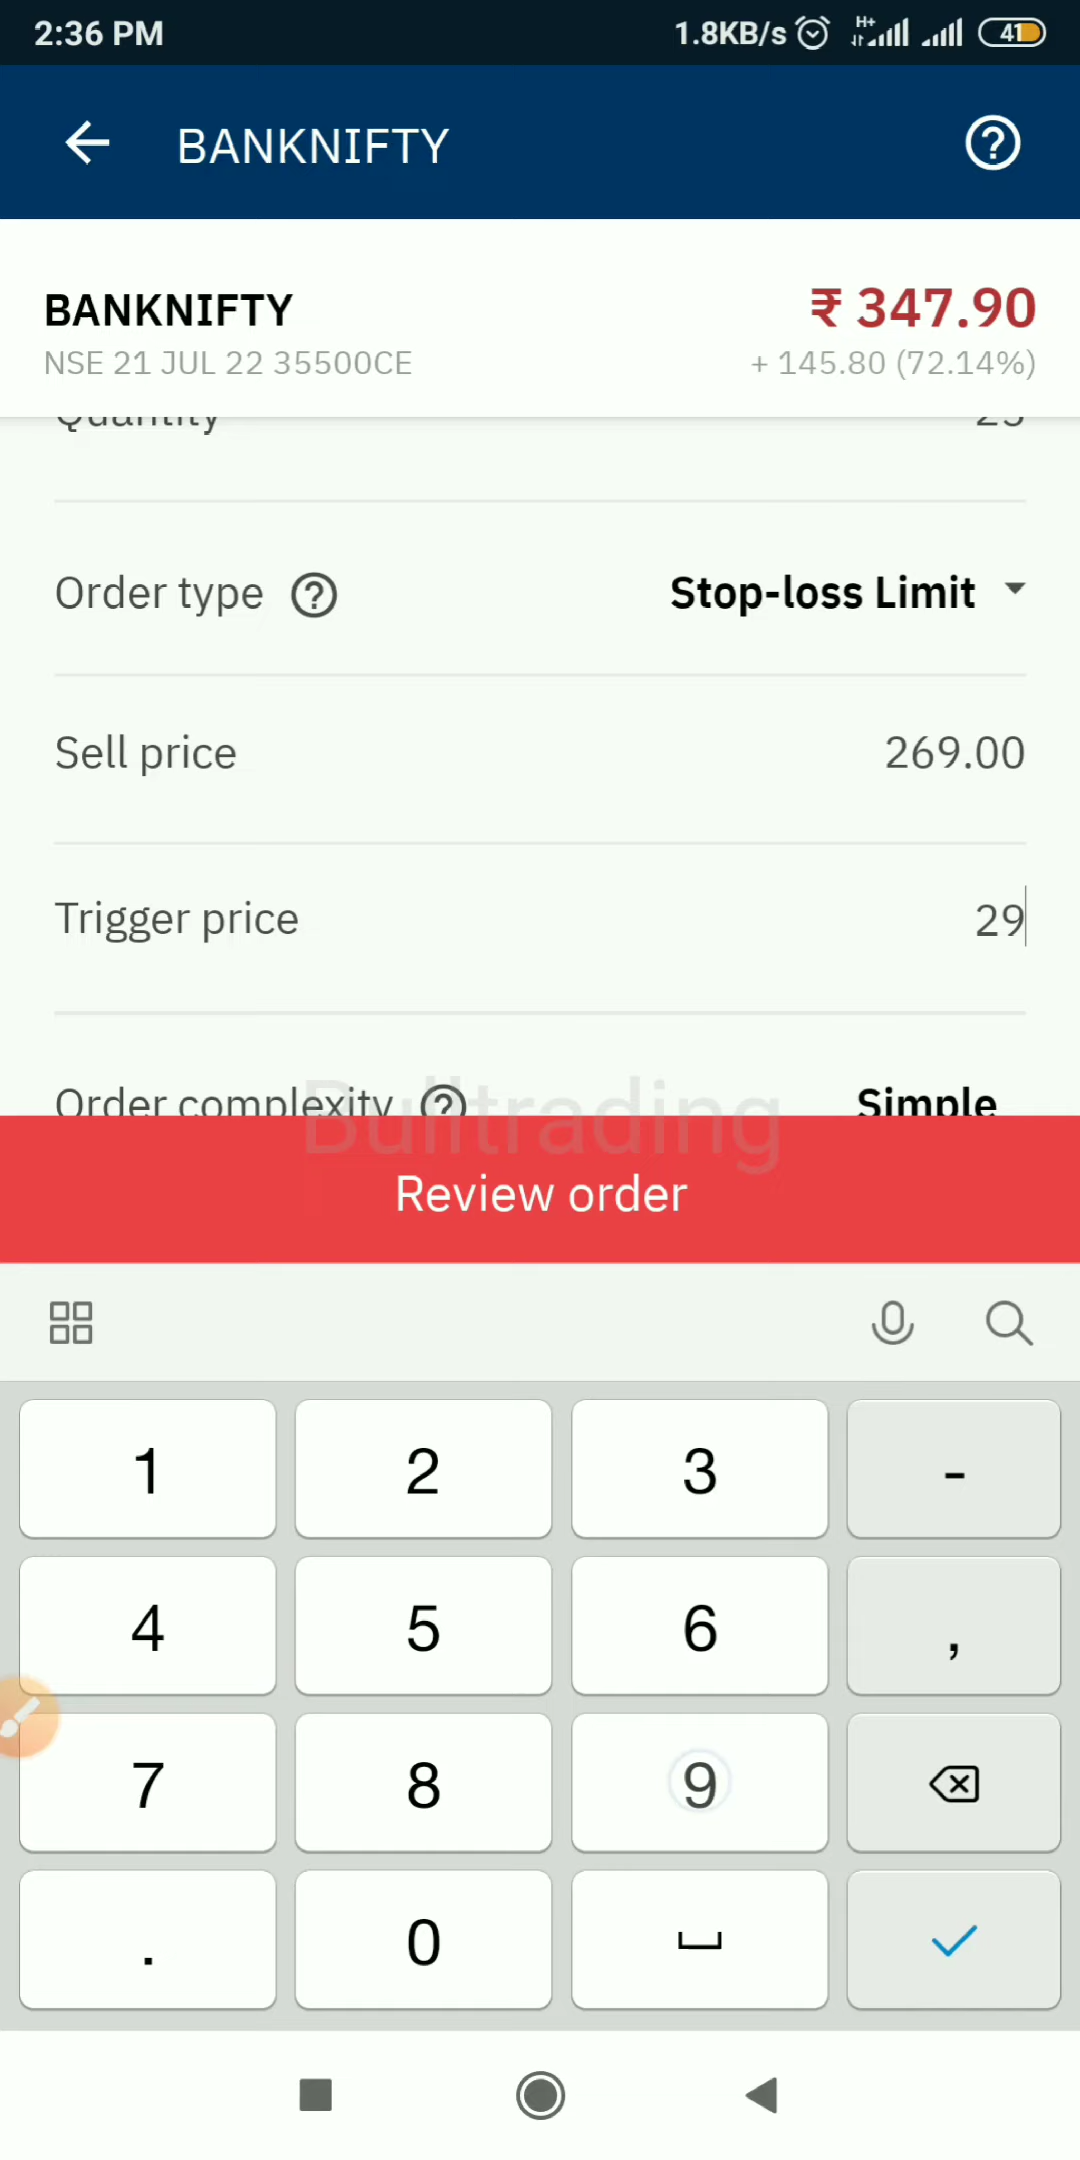 2:36 PM 1.8KB/s H+ 41
BANKNIFTY
BANKNIFTY ₹ 347.90
NSE 21 JUL 22 35500CE + 145.80 (72.14%)
Quantity 25
Order type Stop-loss Limit
Sell price 269.00
Trigger price 29
Order complexity Simple
Bulltrading
Review order
1 2 3 -
4 5 6 ,
7 8 9
. 0